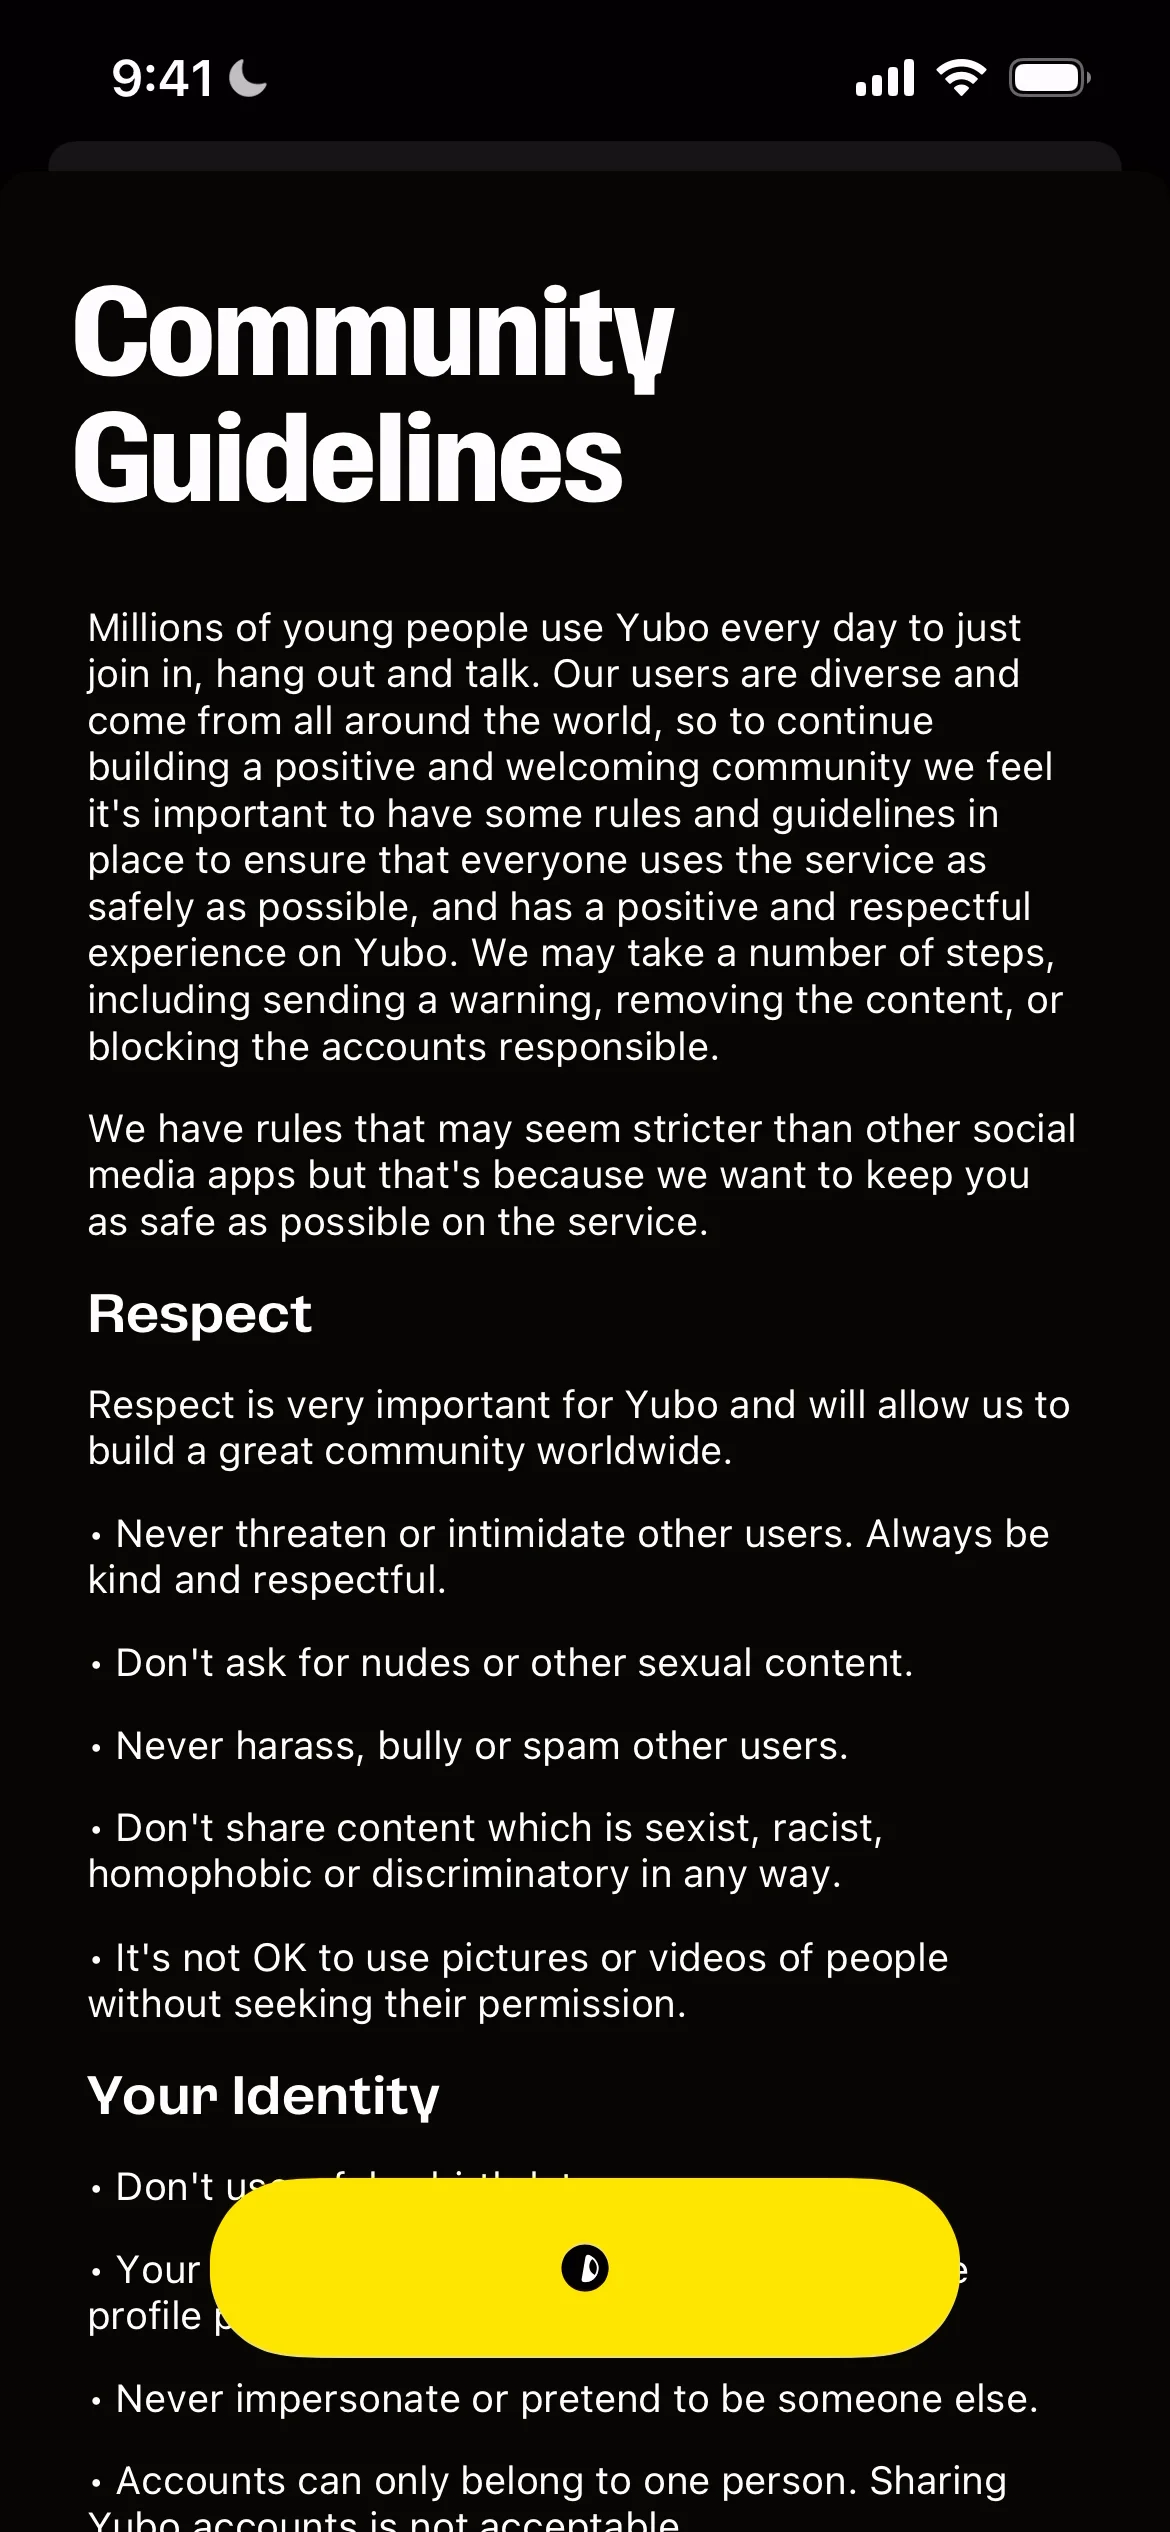 9:41
Community
Guidelines
Millions of young people use Yubo every day to just
join in, hang out and talk. Our users are diverse and
come from all around the world, so to continue
building a positive and welcoming community we feel
it's important to have some rules and guidelines in
place to ensure that everyone uses the service as
safely as possible, and has a positive and respectful
experience on Yubo. We may take a number of steps,
including sending a warning, removing the content, or
blocking the accounts responsible.
We have rules that may seem stricter than other social
media apps but that's because we want to keep you
as safe as possible on the service.
Respect
Respect is very important for Yubo and will allow us to
build a great community worldwide.
• Never threaten or intimidate other users. Always be
kind and respectful.
• Don't ask for nudes or other sexual content.
• Never harass, bully or spam other users.
• Don't share content which is sexist, racist,
homophobic or discriminatory in any way.
• It's not OK to use pictures or videos of people
without seeking their permission.
Your Identity
• Don't
• Your
profile
• Never impersonate or pretend to be someone else.
• Accounts can only belong to one person. Sharing
Yubo accounts is not acceptable.